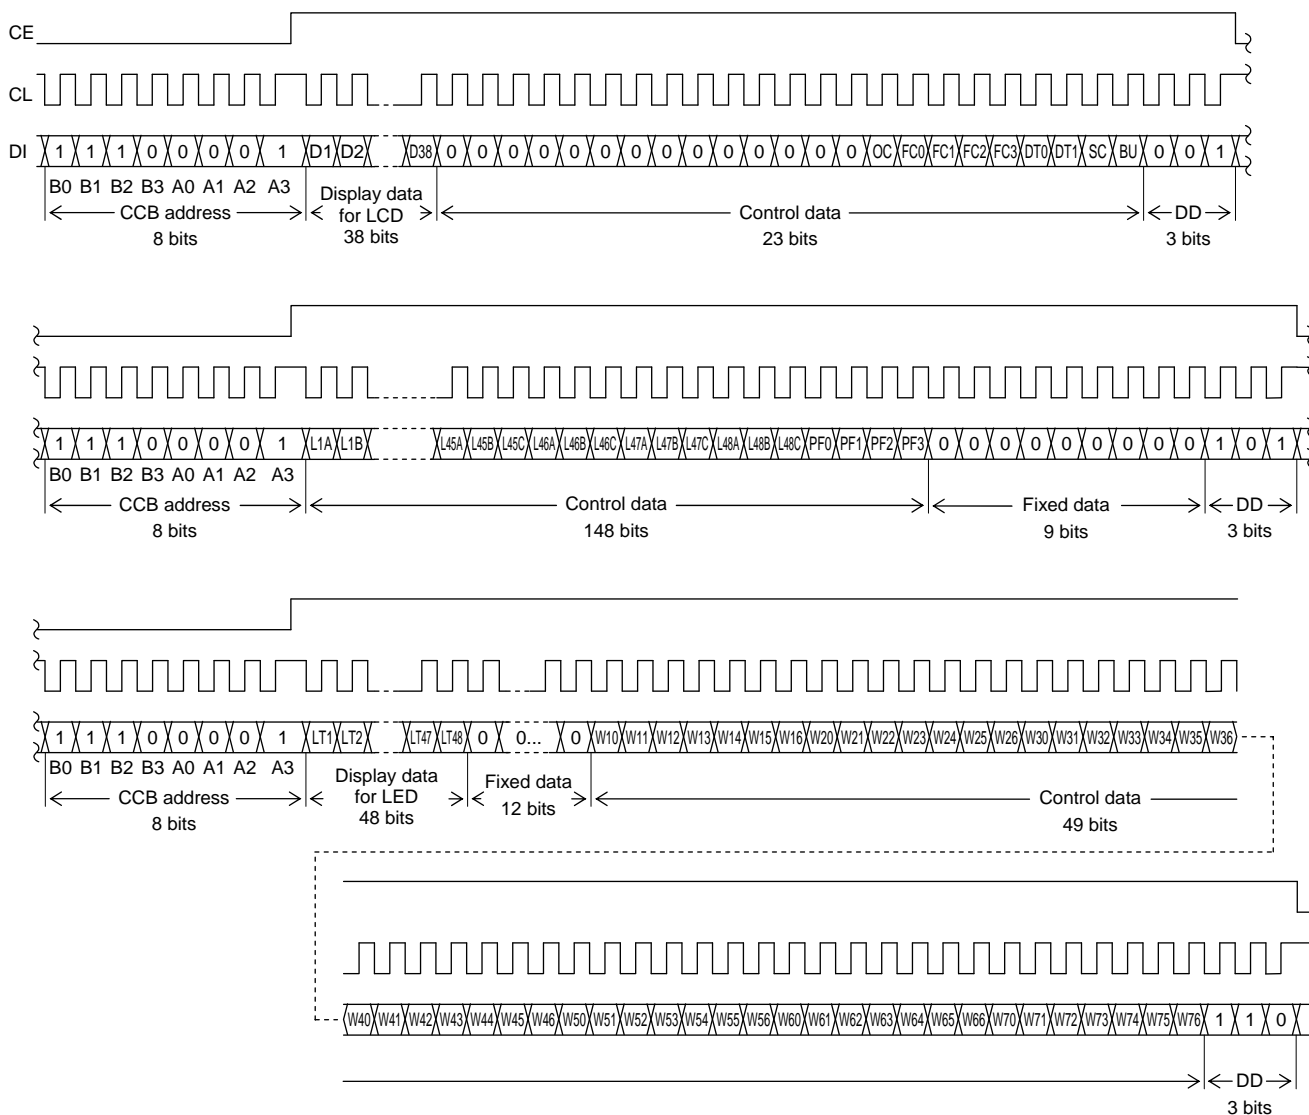 CE
CL
DI 1 1 1 0 0 0 0 1 D1 D2 D38 0 0 0 0 0 0 0 0 0 0 0 0 0 0 OC FC0 FC1 FC2 FC3 DT0 DT1 SC BU 0 0 1
B0 B1 B2 B3 A0 A1 A2 A3
CCB address
8 bits
Display data
for LCD
38 bits
Control data
23 bits
DD
3 bits
1 1 1 0 0 0 0 1 L1A L1B L45A L45B L45C L46A L46B L46C L47A L47B L47C L48A L48B L48C PF0 PF1 PF2 PF3 0 0 0 0 0 0 0 0 0 1 0 1
B0 B1 B2 B3 A0 A1 A2 A3
CCB address
8 bits
Control data
148 bits
Fixed data
9 bits
DD
3 bits
1 1 1 0 0 0 0 1 LT1 LT2 LT47 LT48 0 0... 0 W10 W11 W12 W13 W14 W15 W16 W20 W21 W22 W23 W24 W25 W26 W30 W31 W32 W33 W34 W35 W36
B0 B1 B2 B3 A0 A1 A2 A3
CCB address
8 bits
Display data
for LED
48 bits
Fixed data
12 bits
Control data
49 bits
W40 W41 W42 W43 W44 W45 W46 W50 W51 W52 W53 W54 W55 W56 W60 W61 W62 W63 W64 W65 W66 W70 W71 W72 W73 W74 W75 W76 1 1 0
DD
3 bits